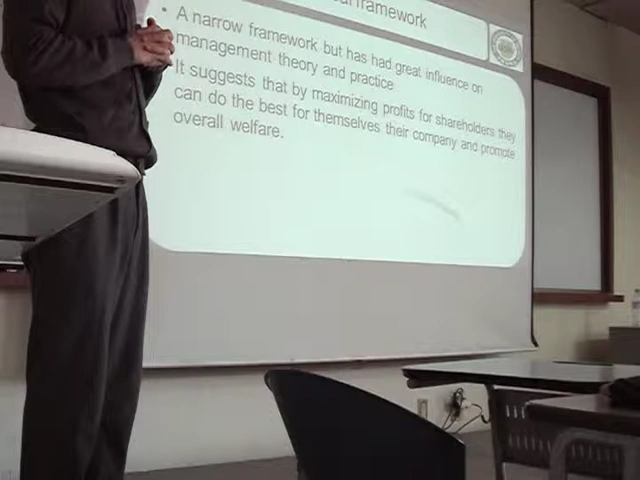 framework
• A narrow framework but has had great influence on
management theory and practice
It suggests that by maximizing profits for shareholders they
can do the best for themselves their company and promote
overall welfare.